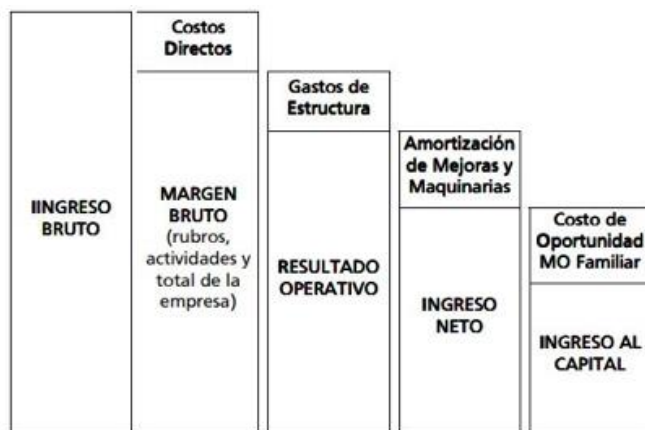 IINGRESO
BRUTO
Costos
Directos
MARGEN
BRUTO
(rubros,
actividades y
total de la
empresa)
Gastos de
Estructura
RESULTADO
OPERATIVO
Amortización
de Mejoras y
Maquinarias
INGRESO
NETO
Costo de
Oportunidad
MO Familiar
INGRESO AL
CAPITAL